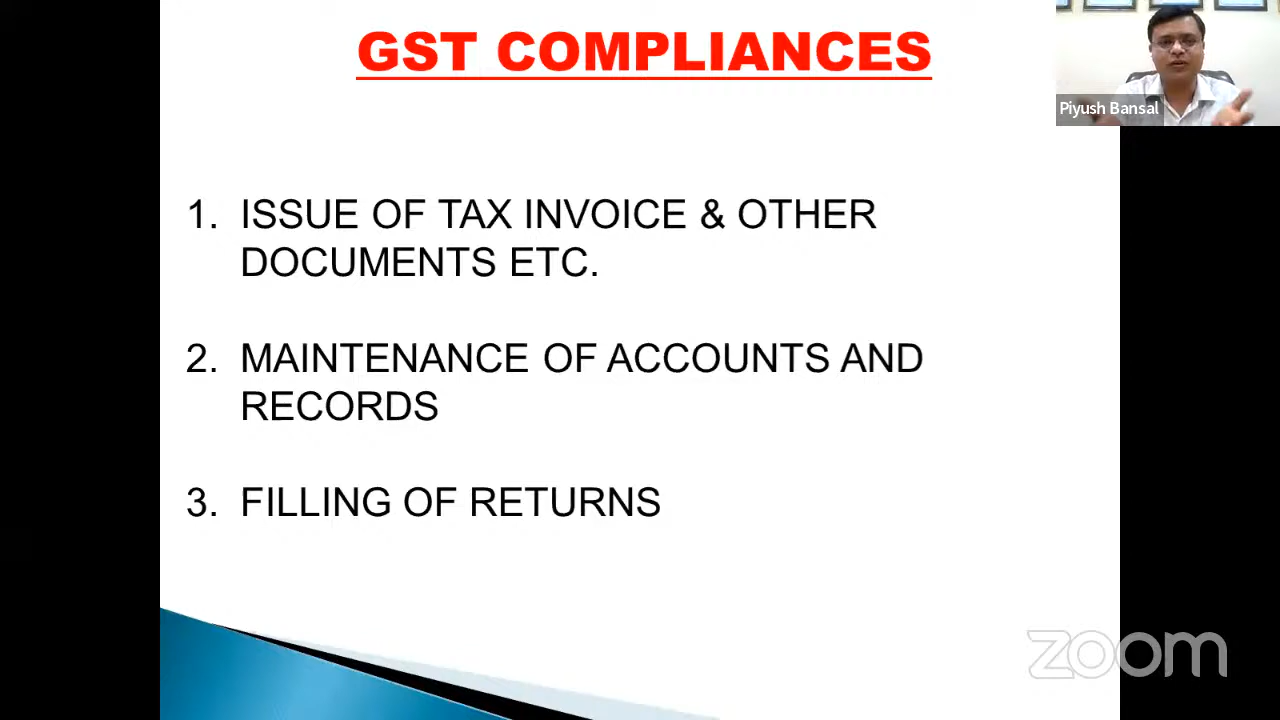 GST COMPLIANCES
Piyush Bansal
1. ISSUE OF TAX INVOICE & OTHER
DOCUMENTS ETC.
2. MAINTENANCE OF ACCOUNTS AND
RECORDS
3. FILLING OF RETURNS
zoom